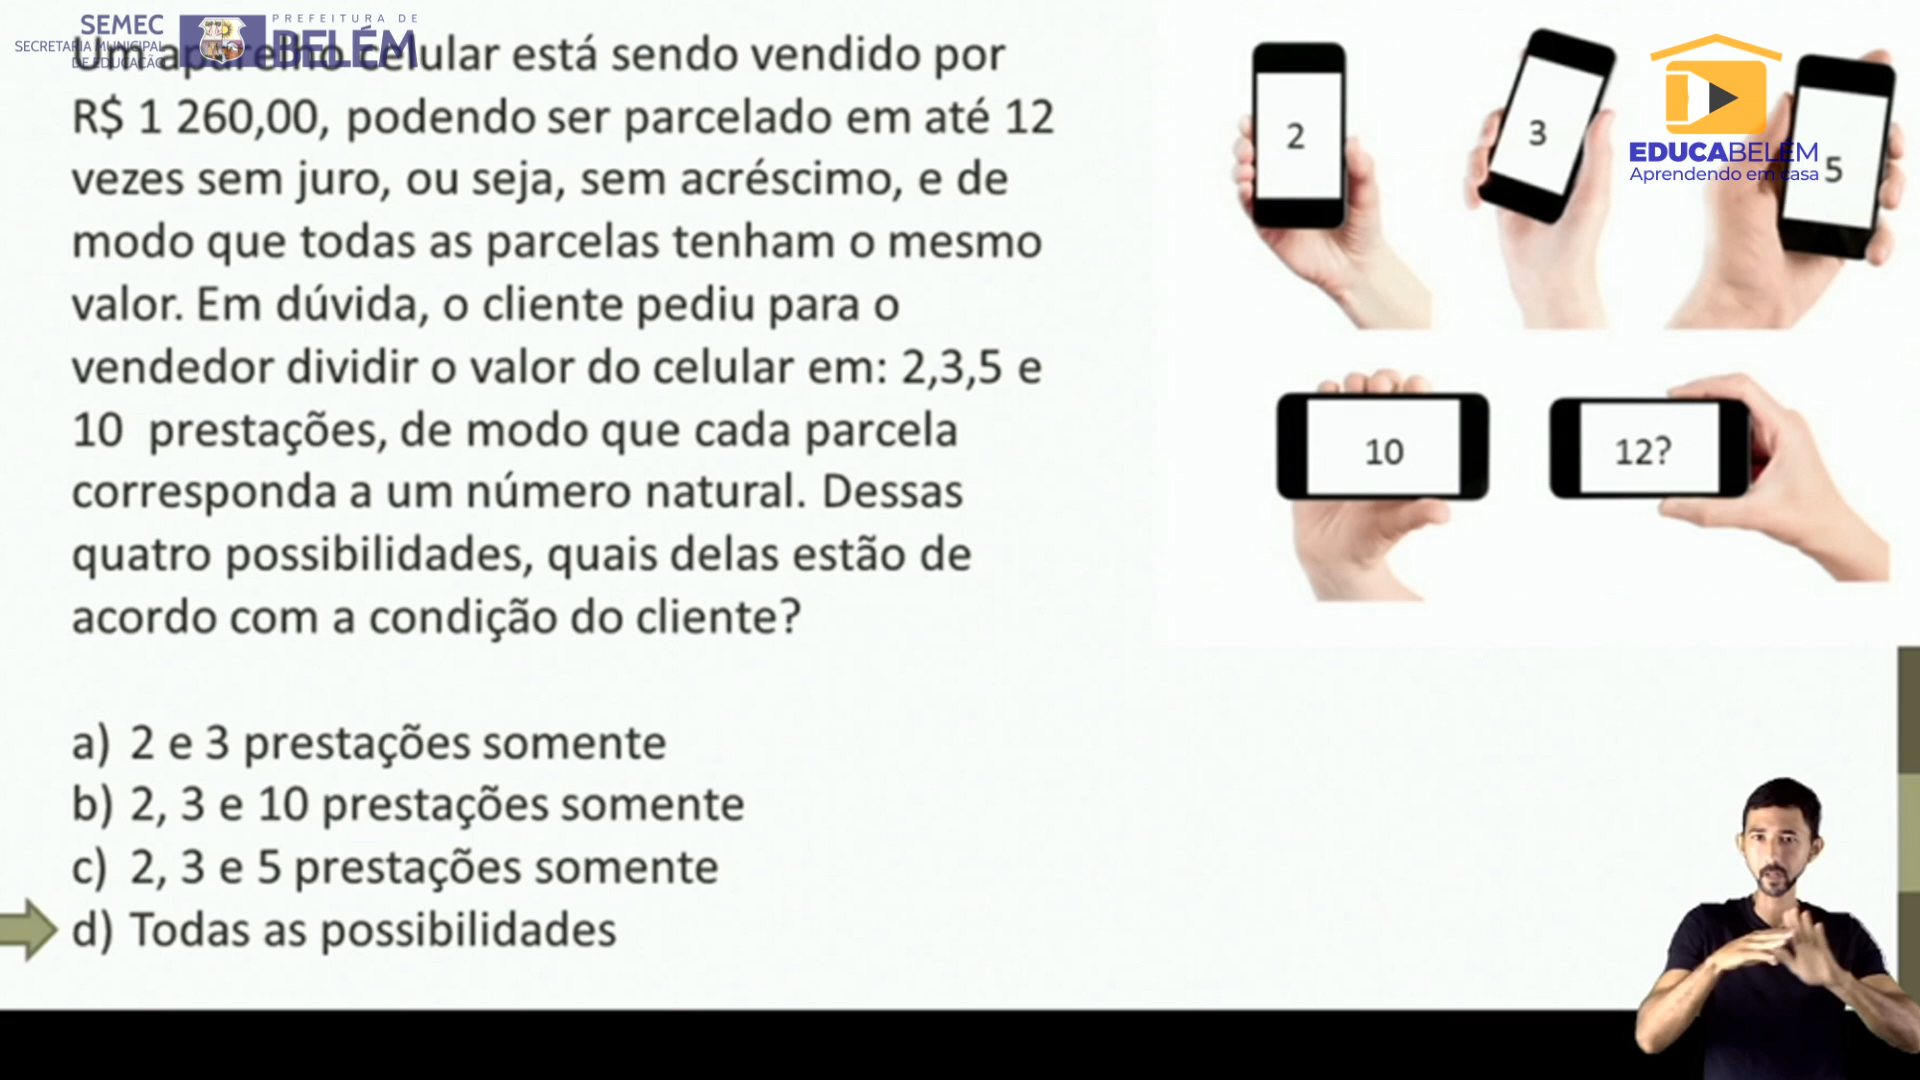 SEMEC
SECRETARIA MUNICIPAL
DE EDUCAÇÃO
PREFEITURA DE
BELÉM
Um aparelho celular está sendo vendido por
R$ 1 260,00, podendo ser parcelado em até 12
vezes sem juro, ou seja, sem acréscimo, e de
modo que todas as parcelas tenham o mesmo
valor. Em dúvida, o cliente pediu para o
vendedor dividir o valor do celular em: 2,3,5 e
10 prestações, de modo que cada parcela
corresponda a um número natural. Dessas
quatro possibilidades, quais delas estão de
acordo com a condição do cliente?
a) 2 e 3 prestações somente
b) 2, 3 e 10 prestações somente
c) 2, 3 e 5 prestações somente
d) Todas as possibilidades
2
3
5
EDUCABELÉM
Aprendendo em casa
10
12?